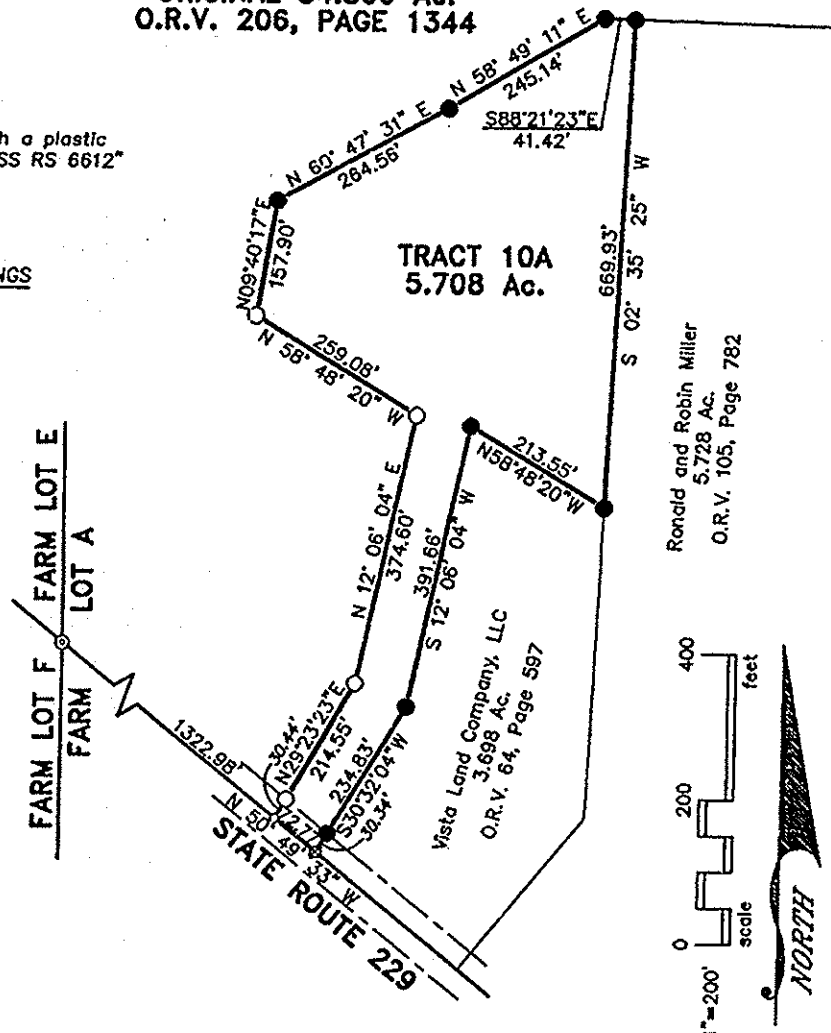 O.R.V. 206, PAGE 1344
N 58° 49' 11" E
245.14'
S88°21'23"E
41.42'
h a plastic
SS RS 6612"
N 60° 47' 31" E
264.56'
N09°40'17"E
157.90'
NGS
TRACT 10A
5.708 Ac.
669.93'
S 02° 35' 25" W
259.08'
N 58° 48' 20" W
213.55'
N58°48'20"W
Ronald and Robin Miller
5.728 Ac.
O.R.V. 105, Page 782
FARM LOT F
FARM LOT E
FARM
LOT A
N 12° 06' 04" E
374.60'
391.66'
S 12° 06' 04" W
Vista Land Company, LLC
3.698 Ac.
O.R.V. 64, Page 597
1322.98'
30.44'
N29°23'23"E
214.55'
234.83'
S30°32'04"W
30.34'
N 50° 49' 33" W
STATE ROUTE 229
0
200
400
scale
feet
"=200'
NORTH